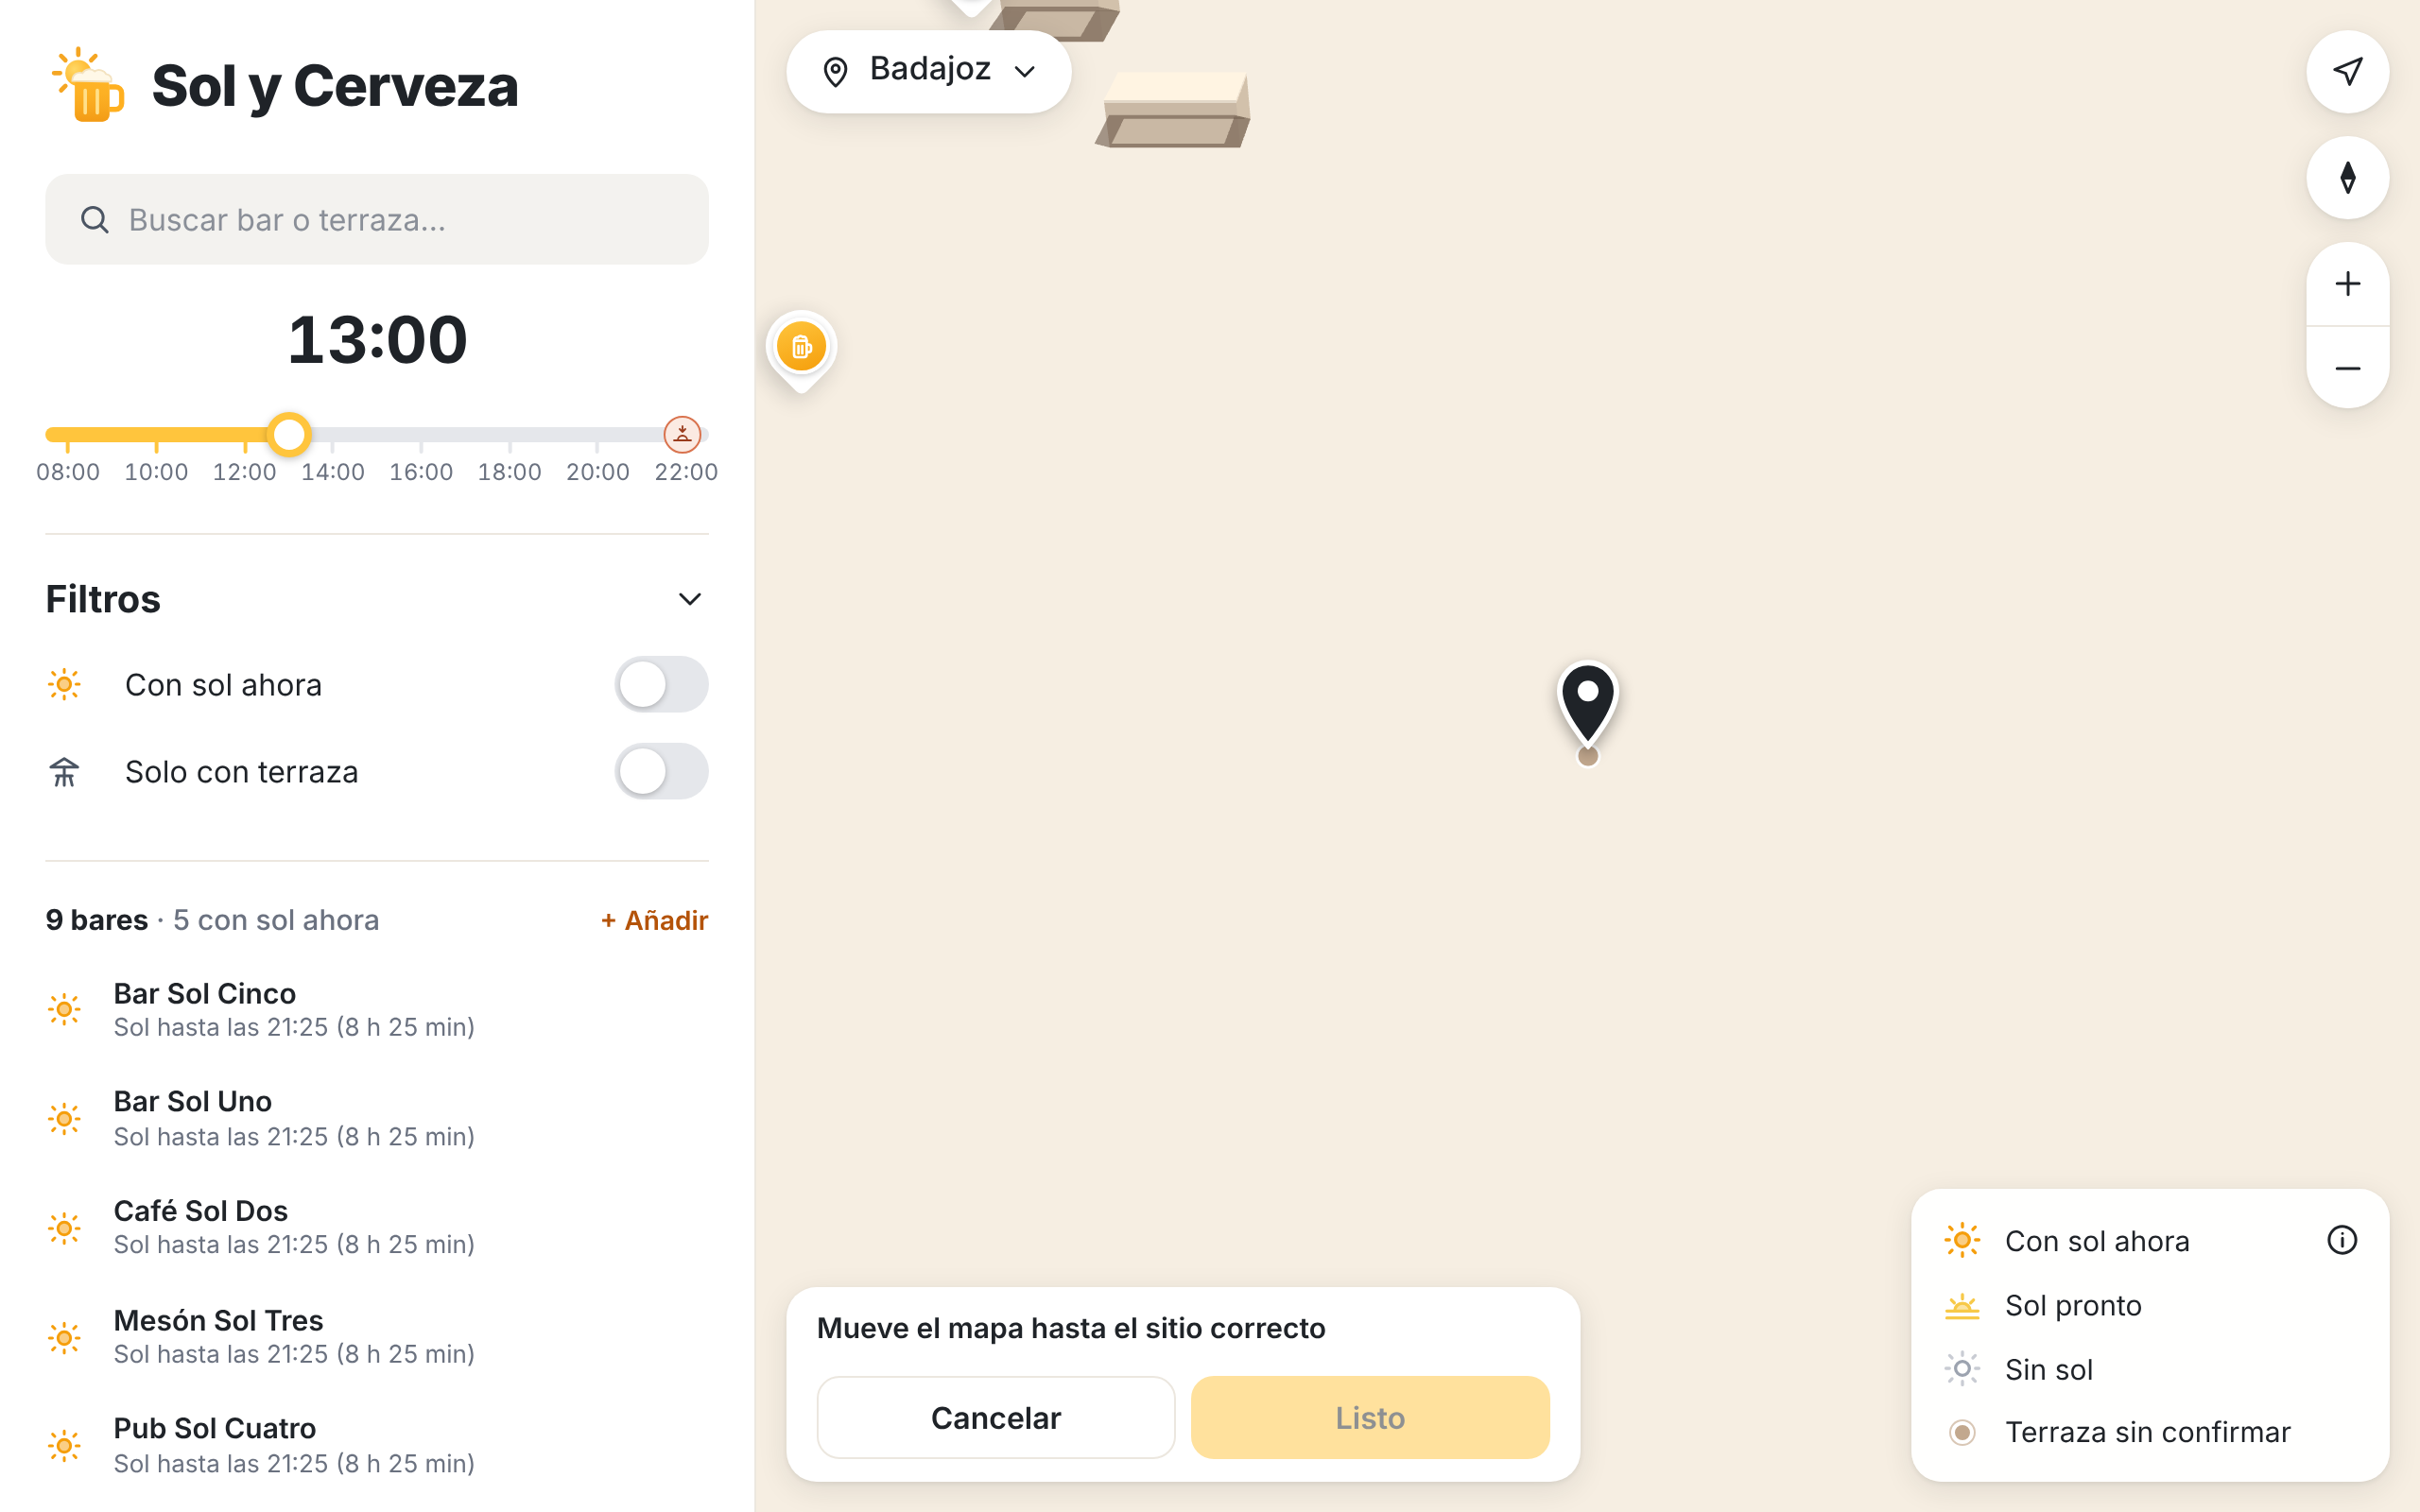 Sol y Cerveza
Buscar bar o terraza...
13:00
08:00 10:00 12:00 14:00 16:00 18:00 20:00 22:00
Filtros
Con sol ahora
Solo con terraza
9 bares · 5 con sol ahora
+ Añadir
Bar Sol Cinco
Sol hasta las 21:25 (8 h 25 min)
Bar Sol Uno
Sol hasta las 21:25 (8 h 25 min)
Café Sol Dos
Sol hasta las 21:25 (8 h 25 min)
Mesón Sol Tres
Sol hasta las 21:25 (8 h 25 min)
Pub Sol Cuatro
Sol hasta las 21:25 (8 h 25 min)
Badajoz
Mueve el mapa hasta el sitio correcto
Cancelar
Listo
Con sol ahora
Sol pronto
Sin sol
Terraza sin confirmar